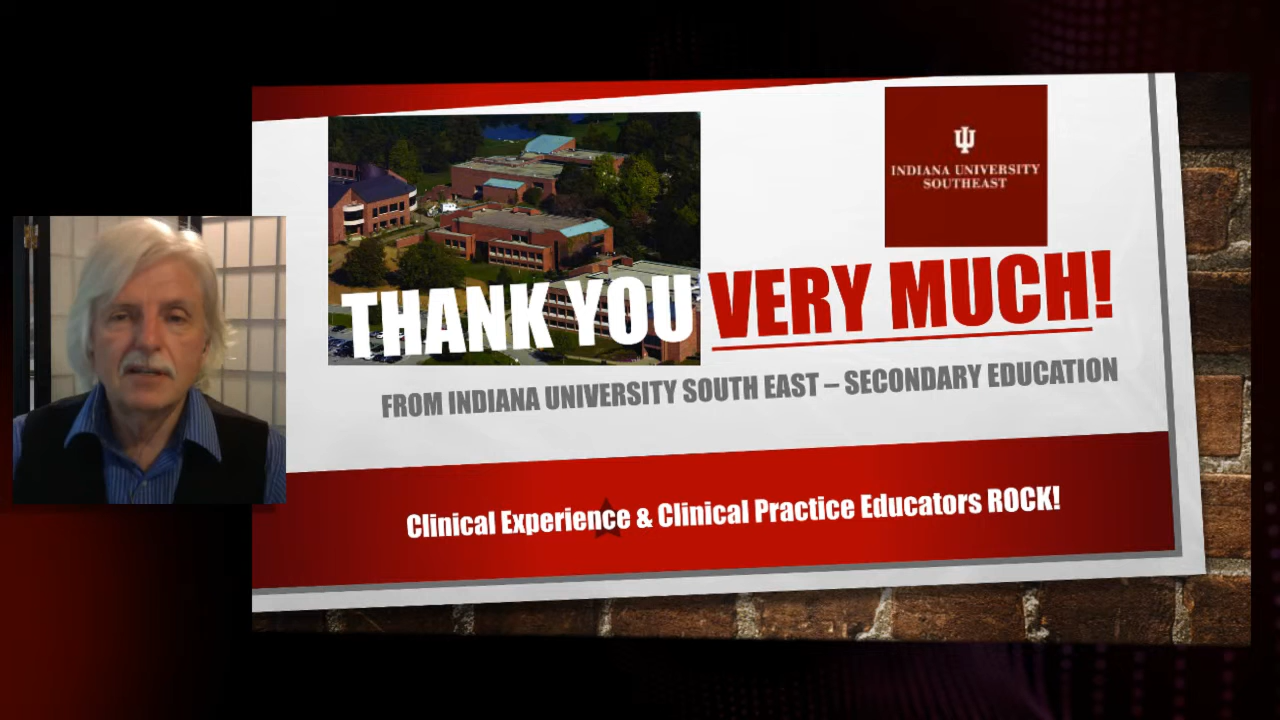 INDIANA UNIVERSITY
SOUTHEAST
THANK YOU VERY MUCH!
FROM INDIANA UNIVERSITY SOUTH EAST – SECONDARY EDUCATION
Clinical Experience & Clinical Practice Educators ROCK!